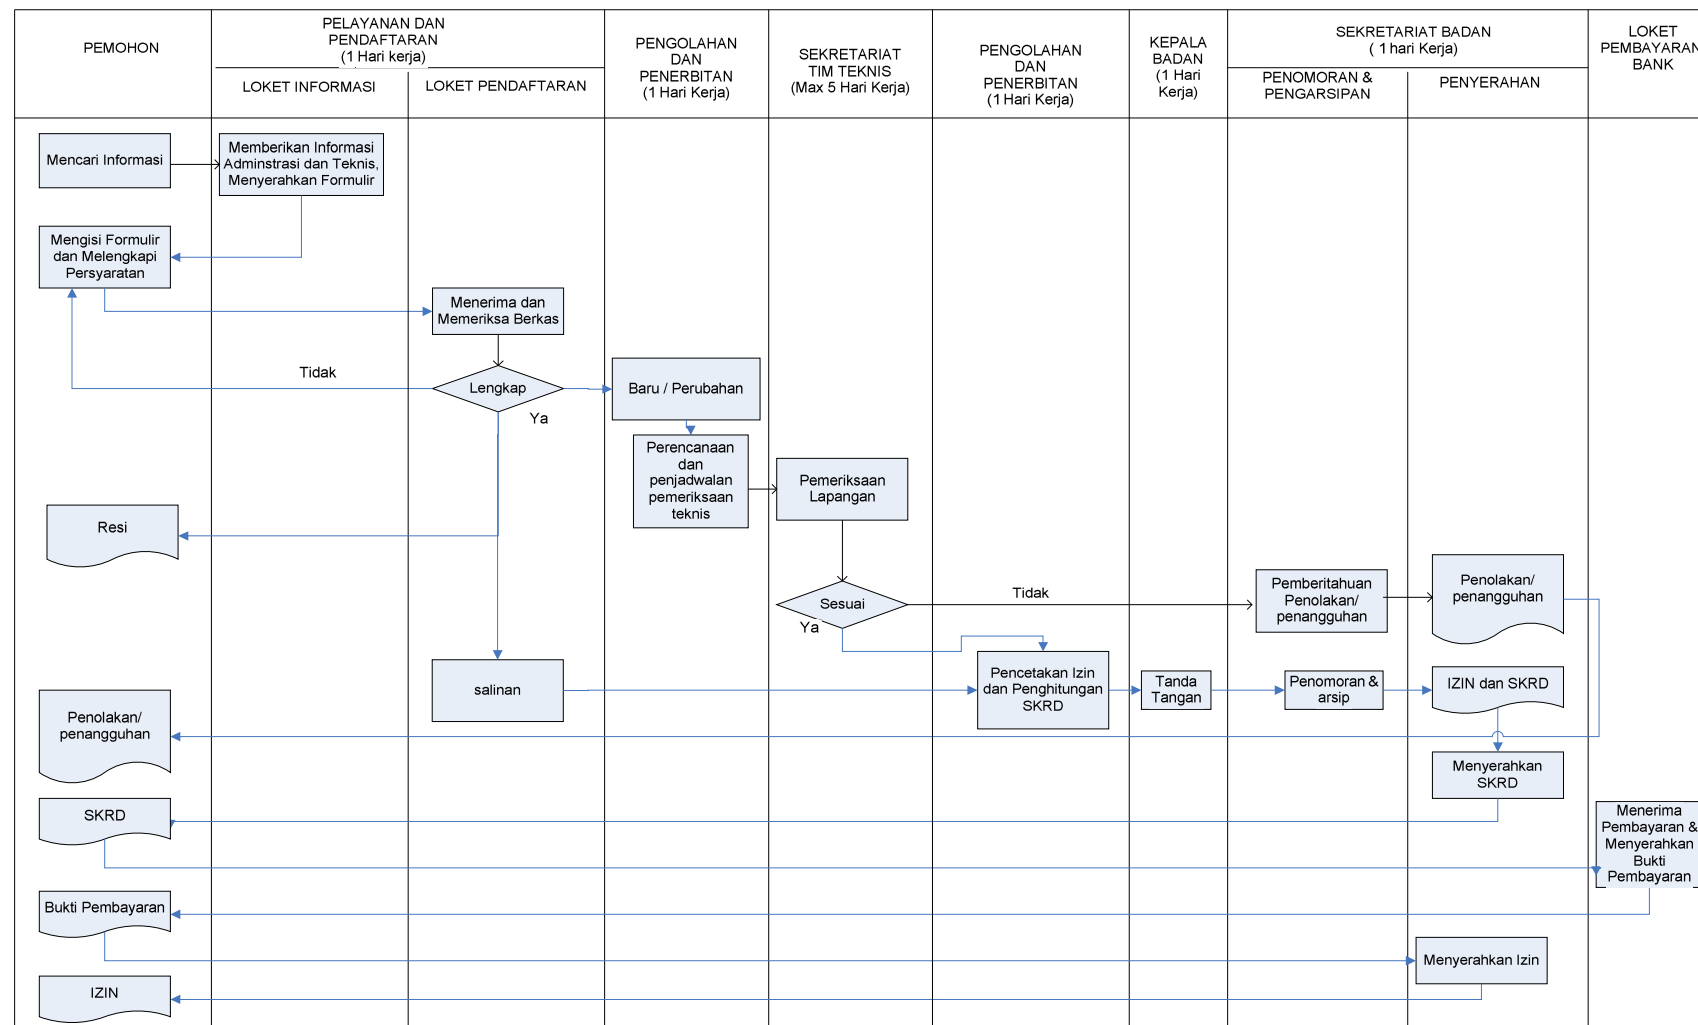 PEMOHON
PELAYANAN DAN
PENDAFTARAN
(1 Hari kerja)
LOKET INFORMASI
LOKET PENDAFTARAN
PENGOLAHAN
DAN
PENERBITAN
(1 Hari Kerja)
SEKRETARIAT
TIM TEKNIS
(Max 5 Hari Kerja)
PENGOLAHAN
DAN
PENERBITAN
(1 Hari Kerja)
KEPALA
BADAN
(1 Hari
Kerja)
SEKRETARIAT BADAN
( 1 hari Kerja)
PENOMORAN &
PENGARSIPAN
PENYERAHAN
LOKET
PEMBAYARAN
BANK
Mencari Informasi
Memberikan Informasi
Adminstrasi dan Teknis,
Menyerahkan Formulir
Mengisi Formulir
dan Melengkapi
Persyaratan
Menerima dan
Memeriksa Berkas
Tidak
Lengkap
Ya
Baru / Perubahan
Perencanaan
dan
penjadwalan
pemeriksaan
teknis
Pemeriksaan
Lapangan
Resi
Sesuai
Tidak
Ya
Pemberitahuan
Penolakan/
penangguhan
Penolakan/
penangguhan
salinan
Pencetakan Izin
dan Penghitungan
SKRD
Tanda
Tangan
Penomoran &
arsip
IZIN dan SKRD
Penolakan/
penangguhan
Menyerahkan
SKRD
SKRD
Menerima
Pembayaran &
Menyerahkan
Bukti
Pembayaran
Bukti Pembayaran
Menyerahkan Izin
IZIN